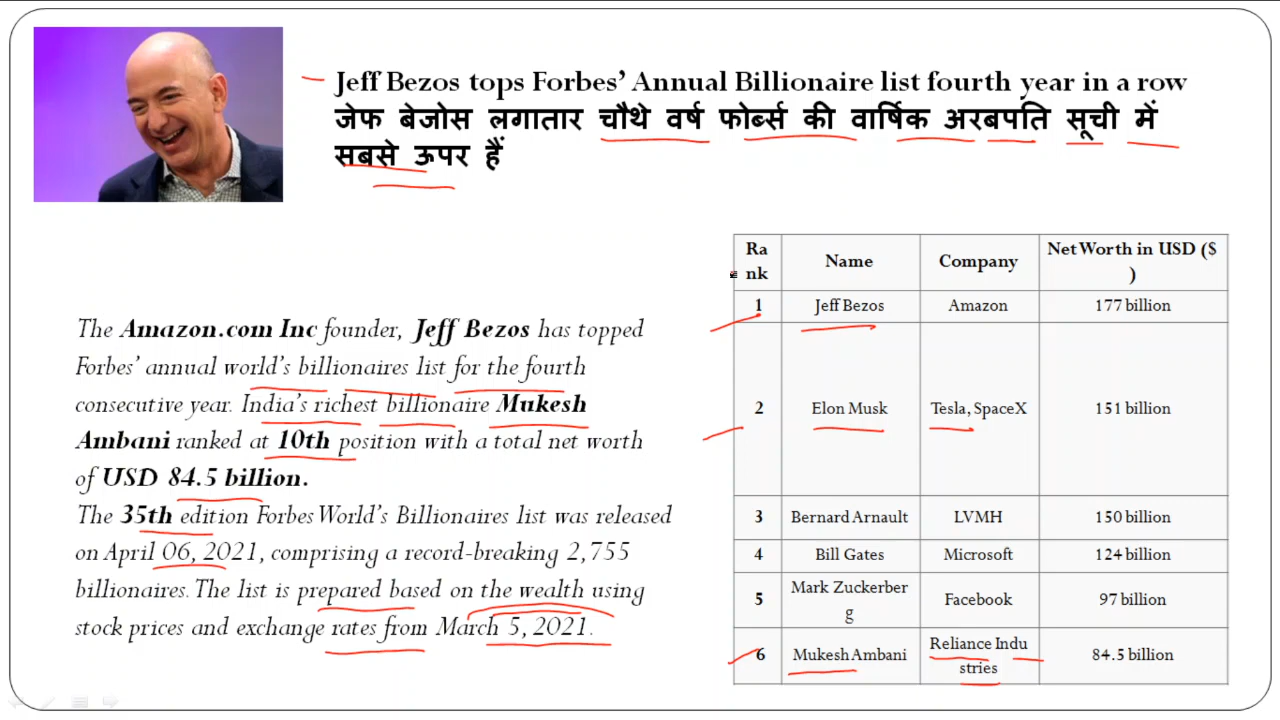 Jeff Bezos tops Forbes' Annual Billionaire list fourth year in a row
जेफ बेजोस लगातार चौथे वर्ष फोर्ब्स की वार्षिक अरबपति सूची में
सबसे ऊपर हैं
The Amazon.com Inc founder, Jeff Bezos has topped
Forbes' annual world's billionaires list for the fourth
consecutive year. India's richest billionaire Mukesh
Ambani ranked at 10th position with a total net worth
of USD 84.5 billion.
The 35th edition Forbes World's Billionaires list was released
on April 06, 2021, comprising a record-breaking 2,755
billionaires. The list is prepared based on the wealth using
stock prices and exchange rates from March 5, 2021.
Ra
nk
Name
Company
Net Worth in USD ($
)
1 Jeff Bezos Amazon 177 billion
2 Elon Musk Tesla, SpaceX 151 billion
3 Bernard Arnault LVMH 150 billion
4 Bill Gates Microsoft 124 billion
5 Mark Zuckerber
g
Facebook 97 billion
6 Mukesh Ambani Reliance Indu
stries
84.5 billion